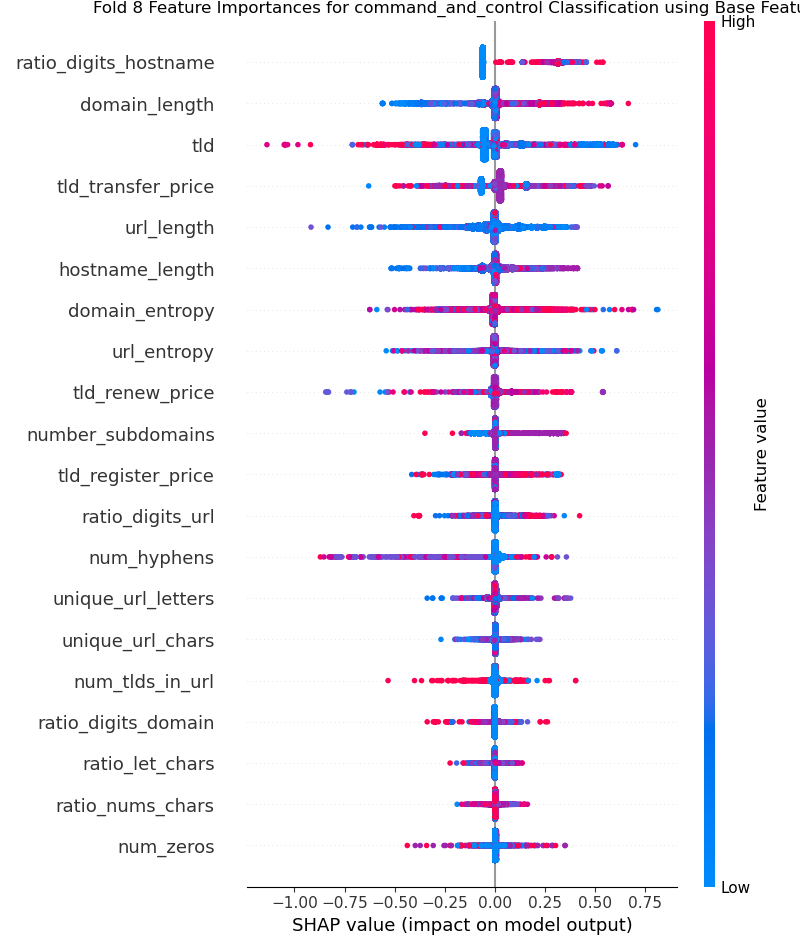 Fold 8 Feature Importances for command_and_control Classification using Base Featu
High
ratio_digits_hostname
domain_length
tld
tld_transfer_price
url_length
hostname_length
domain_entropy
url_entropy
tld_renew_price
number_subdomains
tld_register_price
ratio_digits_url
num_hyphens
unique_url_letters
unique_url_chars
num_tlds_in_url
ratio_digits_domain
ratio_let_chars
ratio_nums_chars
num_zeros
Feature value
Low
−1.00 −0.75 −0.50 −0.25 0.00 0.25 0.50 0.75
SHAP value (impact on model output)